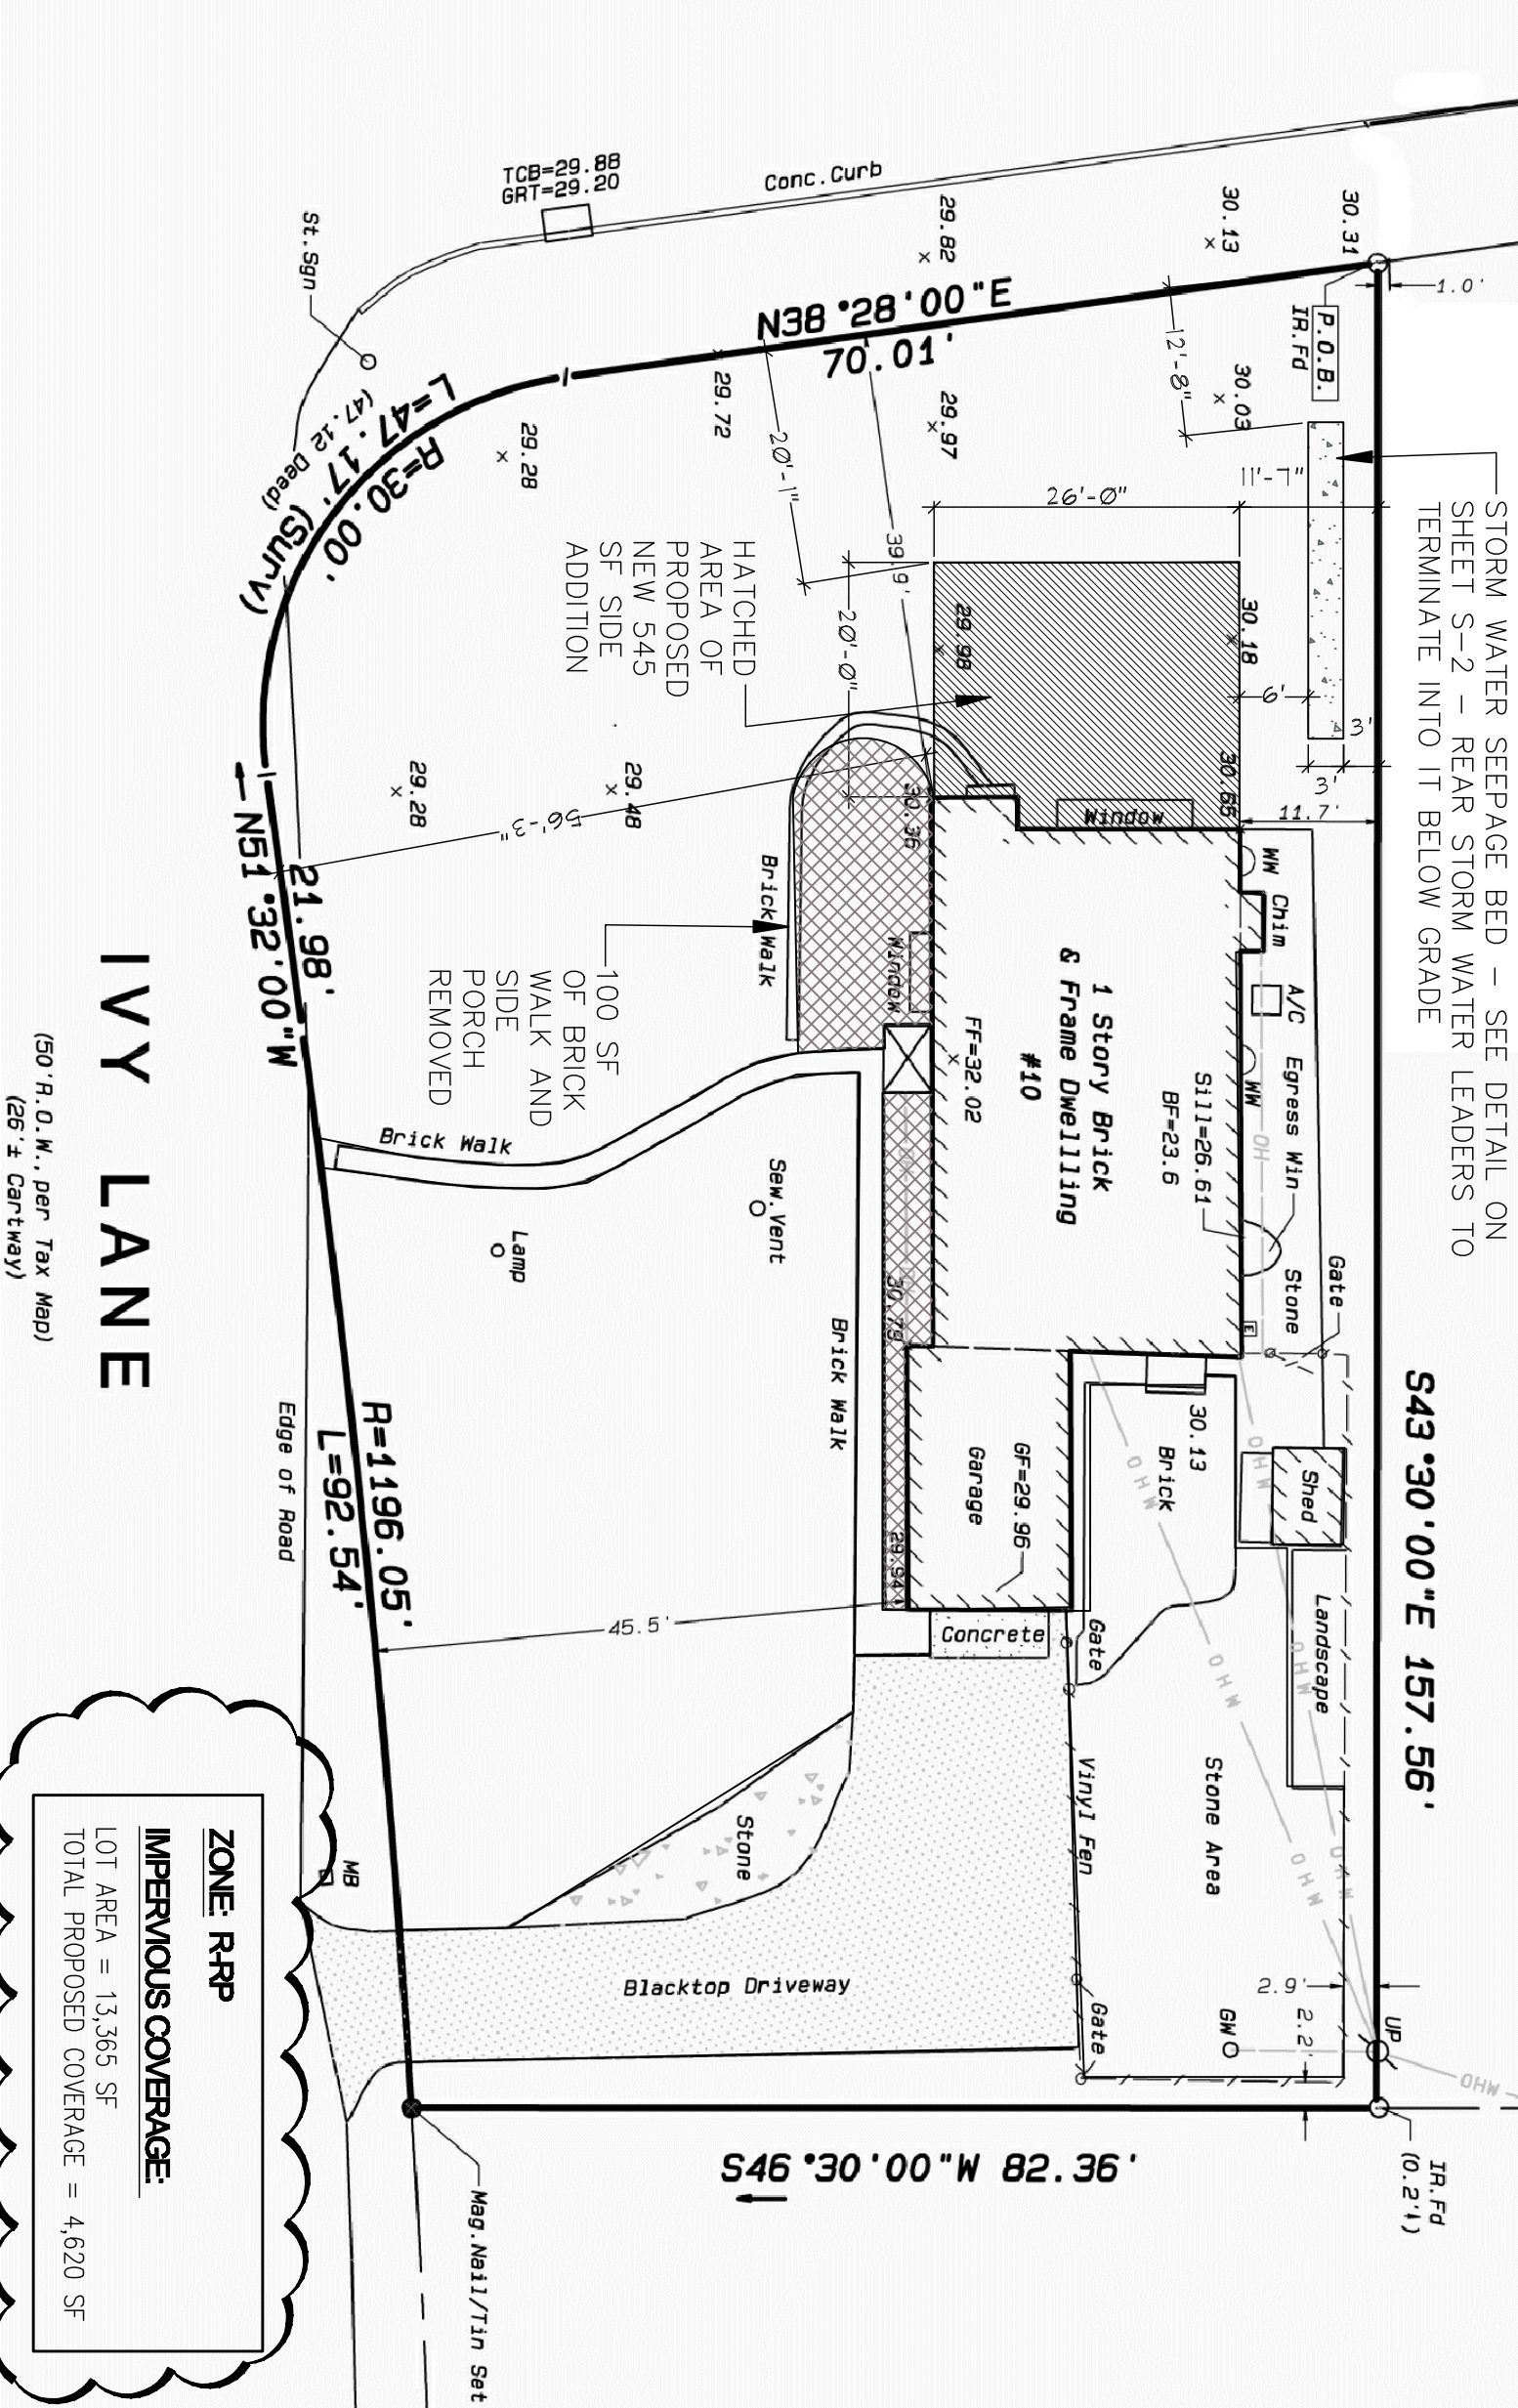 STORM WATER SEEPAGE BED - SEE DETAIL ON
SHEET S-2 - REAR STORM WATER LEADERS TO
TERMINATE INTO IT BELOW GRADE
S43°30'00"E 157.56'
1.0'
30.31
P.O.B.
IR.Fd
30.13
30.03
12'-8"
11'-7"
3'
3'
6'
11.7'
Conc.Curb
TCB=29.88
GRT=29.20
St.Sgn
29.82
N38°28'00"E
70.01'
29.97
29.72
29.28
20'-1"
39.9'
26'-0"
20'-0"
30.18
29.98
30.65
30.36
Window
HATCHED
AREA OF
PROPOSED
NEW 545
SF SIDE
ADDITION
L=47.17' (Surv)
(47.12 Deed)
R=30.00'
29.28
29.48
56'-3"
N51°32'00"W
21.98'
Brick Walk
Window
100 SF
OF BRICK
WALK AND
SIDE
PORCH
REMOVED
WW
Chim
A/C
WW
Egress Win
OH
Stone
Gate
E
1 Story Brick
& Frame Dwellling
#10
FF=32.02
Sill=26.61
BF=23.6
Brick Walk
Sew.Vent
Lamp
Brick Walk
30.79
29.94
Garage
GF=29.96
30.13
Brick
Shed
Landscape
OHW
OHW
OHW
OHW
OHW
OHW
OHW
Gate
Concrete
45.5'
R=1196.05'
L=92.54'
Edge of Road
IVY LANE
(50'R.O.W., per Tax Map)
(26'± Cartway)
Stone
Vinyl Fen
Stone Area
Blacktop Driveway
MB
Gate
GW
2.9'
2.2'
UP
IR.Fd
S46°30'00"W 82.36'
Mag.Nail/Tin Set
ZONE: R-RP
IMPERVIOUS COVERAGE:
LOT AREA = 13,365 SF
TOTAL PROPOSED COVERAGE = 4,620 SF